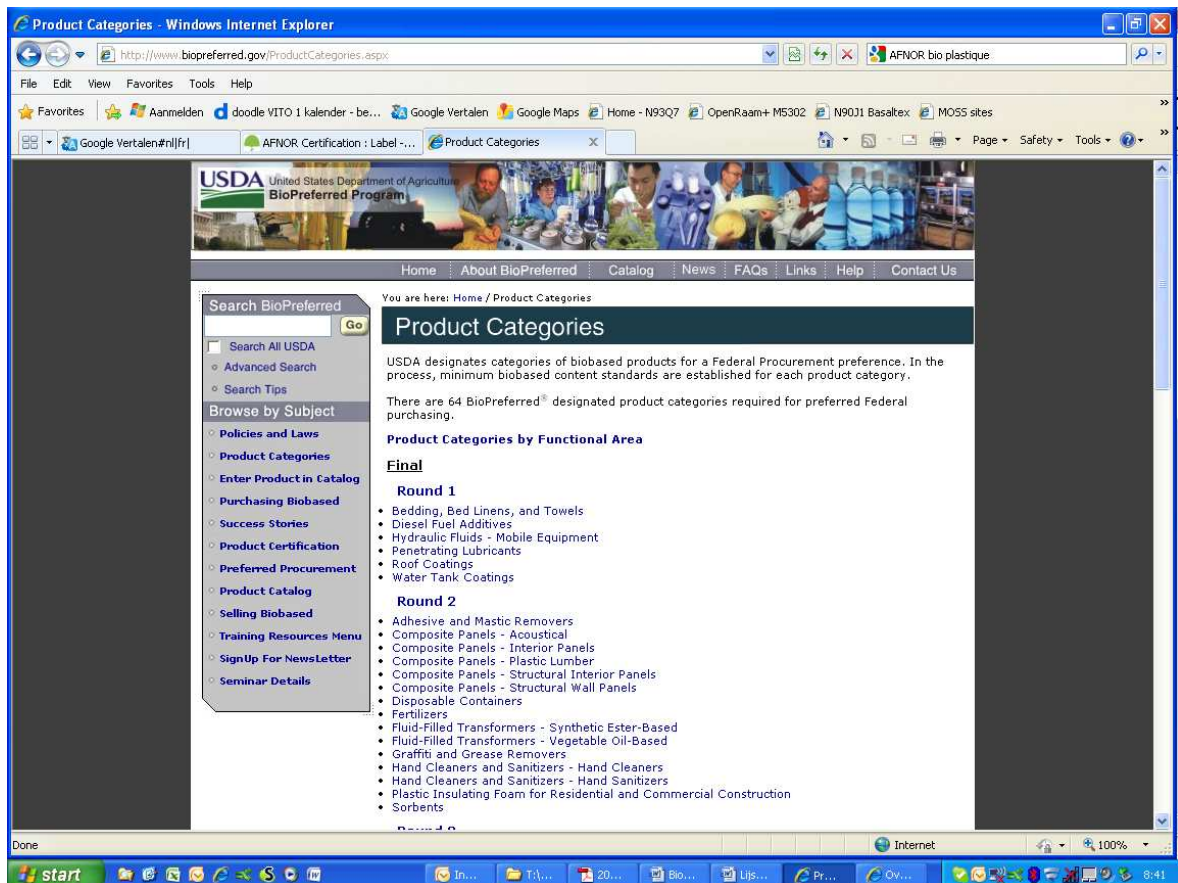 Product Categories - Windows Internet Explorer
http://www.biopreferred.gov/ProductCategories.aspx
AFNOR bio plastique
File Edit View Favorites Tools Help
Favorites Aanmelden doodle VITO 1 kalender - be... Google Vertalen Google Maps Home - N93Q7 OpenRaam+ M5302 N90J1 Basaltex MOSS sites »
Google Vertalen#nl|fr| AFNOR Certification : Label -... Product Categories X Page Safety Tools »
USDA United States Department of Agriculture
BioPreferred Program
Home About BioPreferred Catalog News FAQs Links Help Contact Us
Search BioPreferred
Go
Search All USDA
Advanced Search
Search Tips
Browse by Subject
Policies and Laws
Product Categories
Enter Product in Catalog
Purchasing Biobased
Success Stories
Product Certification
Preferred Procurement
Product Catalog
Selling Biobased
Training Resources Menu
SignUp For NewsLetter
Seminar Details
You are here: Home / Product Categories
Product Categories
USDA designates categories of biobased products for a Federal Procurement preference. In the
process, minimum biobased content standards are established for each product category.
There are 64 BioPreferred® designated product categories required for preferred Federal
purchasing.
Product Categories by Functional Area
Final
Round 1
• Bedding, Bed Linens, and Towels
• Diesel Fuel Additives
• Hydraulic Fluids - Mobile Equipment
• Penetrating Lubricants
• Roof Coatings
• Water Tank Coatings
Round 2
• Adhesive and Mastic Removers
• Composite Panels - Acoustical
• Composite Panels - Interior Panels
• Composite Panels - Plastic Lumber
• Composite Panels - Structural Interior Panels
• Composite Panels - Structural Wall Panels
• Disposable Containers
• Fertilizers
• Fluid-Filled Transformers - Synthetic Ester-Based
• Fluid-Filled Transformers - Vegetable Oil-Based
• Graffiti and Grease Removers
• Hand Cleaners and Sanitizers - Hand Cleaners
• Hand Cleaners and Sanitizers - Hand Sanitizers
• Plastic Insulating Foam for Residential and Commercial Construction
• Sorbents
Done Internet 100%
start In... T:\... 20... Bio... Lijs... Pr... Ov... 8:41